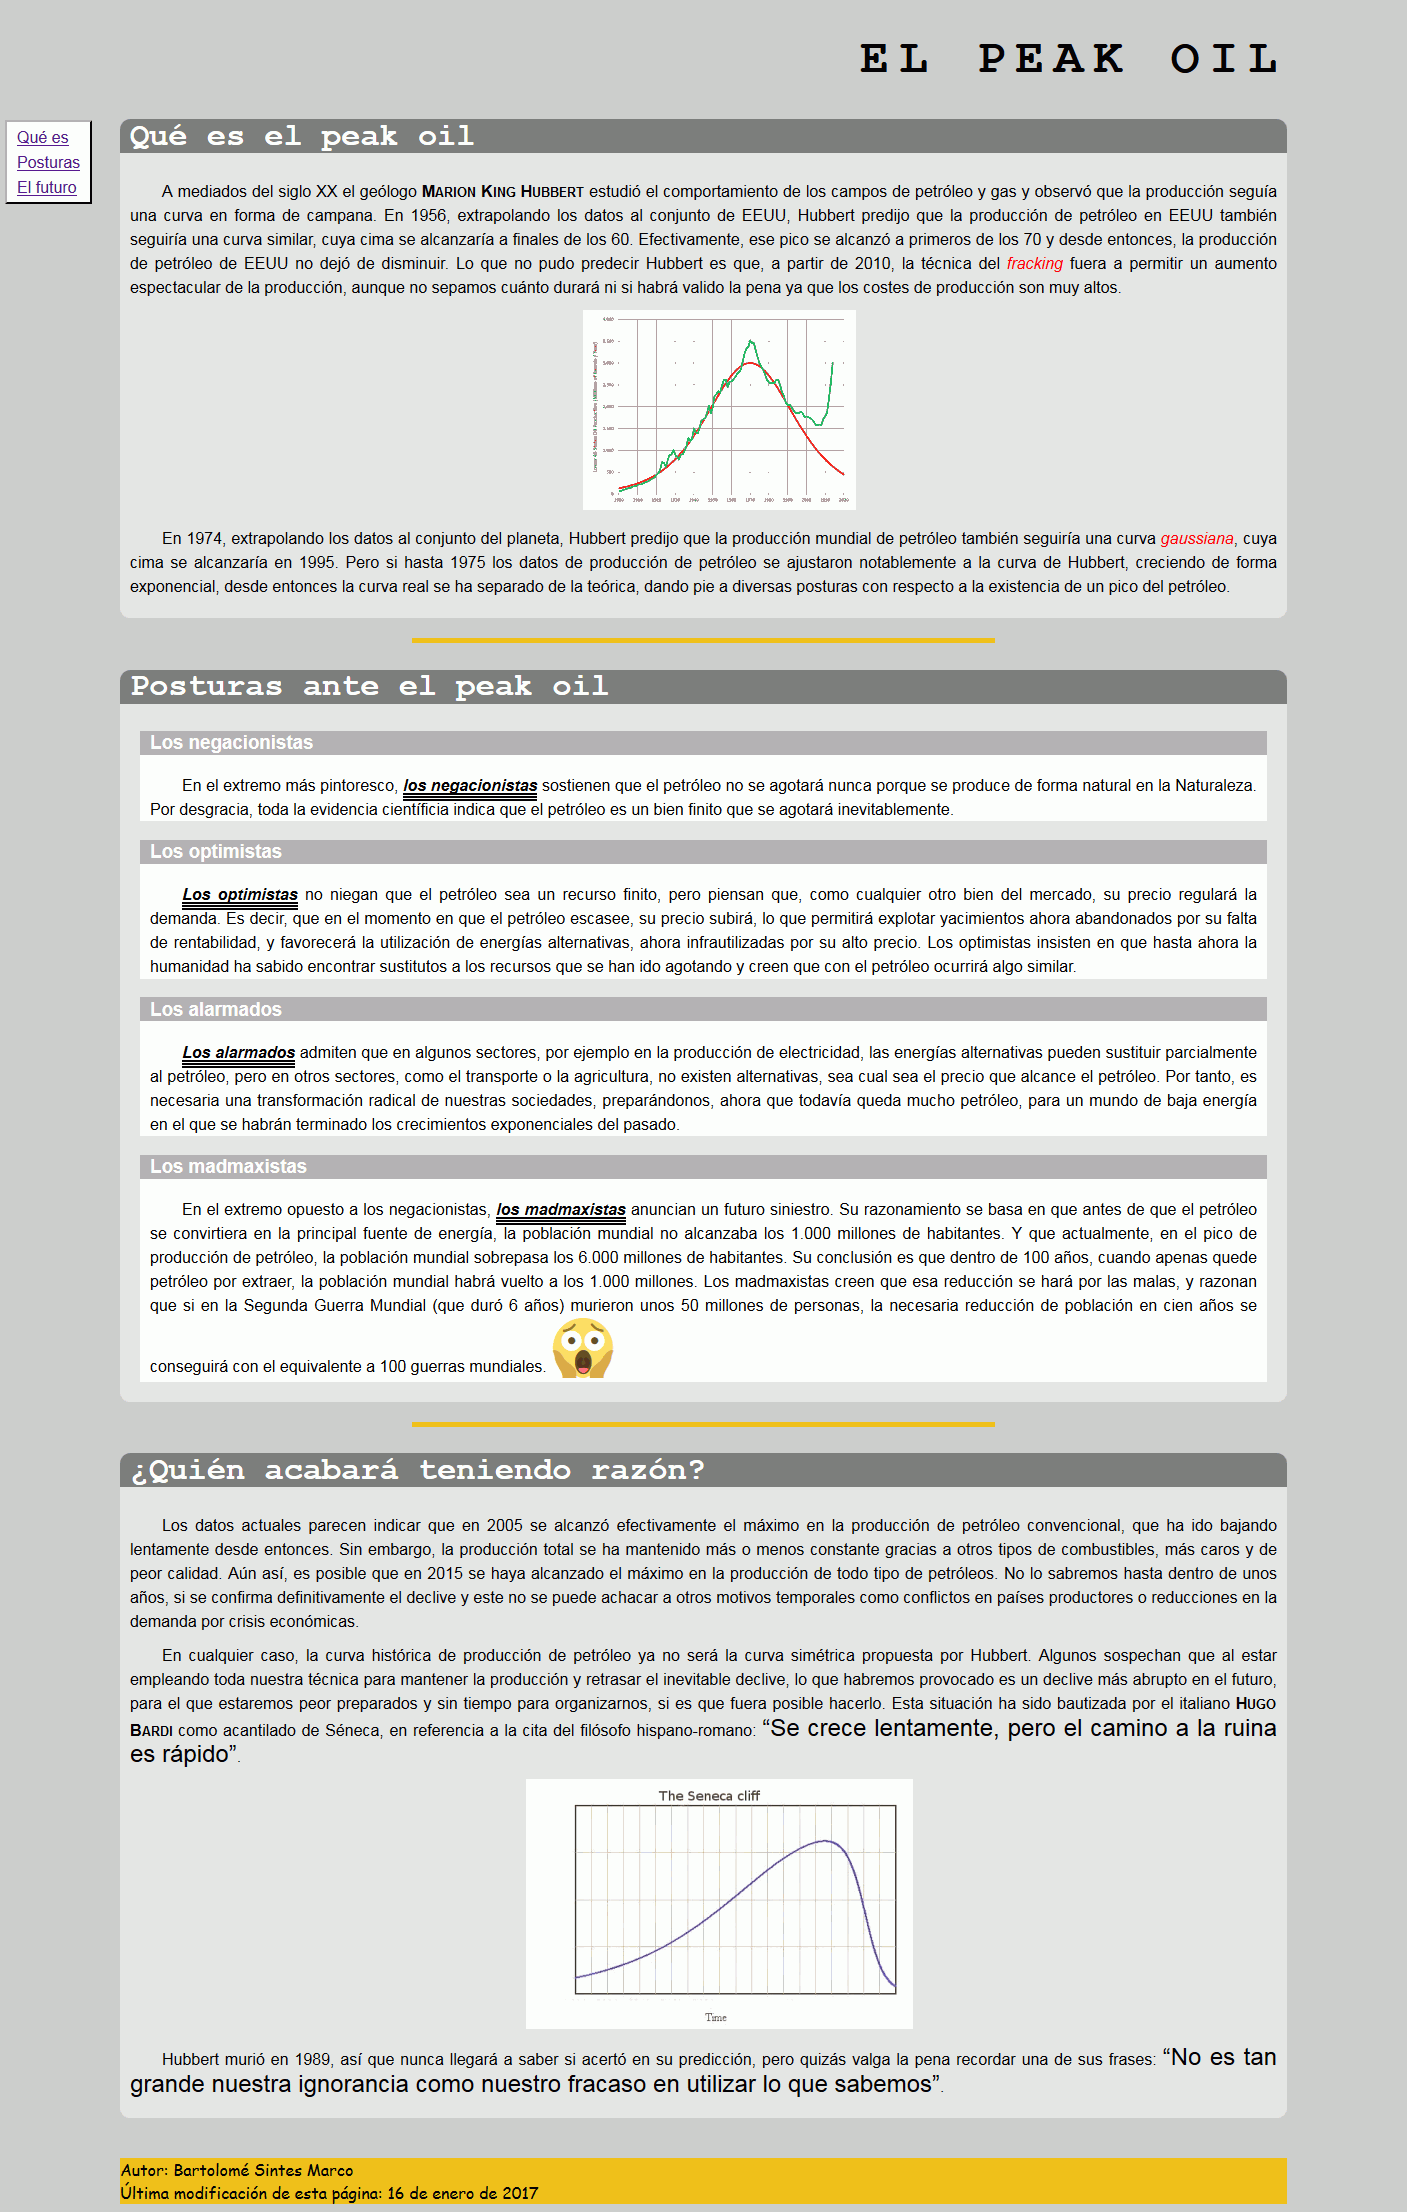 EL PEAK OIL
Qué es
Posturas
El futuro
Qué es el peak oil
A mediados del siglo XX el geólogo MARION KING HUBBERT estudió el comportamiento de los campos de petróleo y gas y observó que la producción seguía
una curva en forma de campana. En 1956, extrapolando los datos al conjunto de EEUU, Hubbert predijo que la producción de petróleo en EEUU también
seguiría una curva similar, cuya cima se alcanzaría a finales de los 60. Efectivamente, ese pico se alcanzó a primeros de los 70 y desde entonces, la producción
de petróleo de EEUU no dejó de disminuir. Lo que no pudo predecir Hubbert es que, a partir de 2010, la técnica del fracking fuera a permitir un aumento
espectacular de la producción, aunque no sepamos cuánto durará ni si habrá valido la pena ya que los costes de producción son muy altos.
En 1974, extrapolando los datos al conjunto del planeta, Hubbert predijo que la producción mundial de petróleo también seguiría una curva gaussiana, cuya
cima se alcanzaría en 1995. Pero si hasta 1975 los datos de producción de petróleo se ajustaron notablemente a la curva de Hubbert, creciendo de forma
exponencial, desde entonces la curva real se ha separado de la teórica, dando pie a diversas posturas con respecto a la existencia de un pico del petróleo.
Posturas ante el peak oil
Los negacionistas
En el extremo más pintoresco, los negacionistas sostienen que el petróleo no se agotará nunca porque se produce de forma natural en la Naturaleza.
Por desgracia, toda la evidencia científicia indica que el petróleo es un bien finito que se agotará inevitablemente.
Los optimistas
Los optimistas no niegan que el petróleo sea un recurso finito, pero piensan que, como cualquier otro bien del mercado, su precio regulará la
demanda. Es decir, que en el momento en que el petróleo escasee, su precio subirá, lo que permitirá explotar yacimientos ahora abandonados por su falta
de rentabilidad, y favorecerá la utilización de energías alternativas, ahora infrautilizadas por su alto precio. Los optimistas insisten en que hasta ahora la
humanidad ha sabido encontrar sustitutos a los recursos que se han ido agotando y creen que con el petróleo ocurrirá algo similar.
Los alarmados
Los alarmados admiten que en algunos sectores, por ejemplo en la producción de electricidad, las energías alternativas pueden sustituir parcialmente
al petróleo, pero en otros sectores, como el transporte o la agricultura, no existen alternativas, sea cual sea el precio que alcance el petróleo. Por tanto, es
necesaria una transformación radical de nuestras sociedades, preparándonos, ahora que todavía queda mucho petróleo, para un mundo de baja energía
en el que se habrán terminado los crecimientos exponenciales del pasado.
Los madmaxistas
En el extremo opuesto a los negacionistas, los madmaxistas anuncian un futuro siniestro. Su razonamiento se basa en que antes de que el petróleo
se convirtiera en la principal fuente de energía, la población mundial no alcanzaba los 1.000 millones de habitantes. Y que actualmente, en el pico de
producción de petróleo, la población mundial sobrepasa los 6.000 millones de habitantes. Su conclusión es que dentro de 100 años, cuando apenas quede
petróleo por extraer, la población mundial habrá vuelto a los 1.000 millones. Los madmaxistas creen que esa reducción se hará por las malas, y razonan
que si en la Segunda Guerra Mundial (que duró 6 años) murieron unos 50 millones de personas, la necesaria reducción de población en cien años se
conseguirá con el equivalente a 100 guerras mundiales.
¿Quién acabará teniendo razón?
Los datos actuales parecen indicar que en 2005 se alcanzó efectivamente el máximo en la producción de petróleo convencional, que ha ido bajando
lentamente desde entonces. Sin embargo, la producción total se ha mantenido más o menos constante gracias a otros tipos de combustibles, más caros y de
peor calidad. Aún así, es posible que en 2015 se haya alcanzado el máximo en la producción de todo tipo de petróleos. No lo sabremos hasta dentro de unos
años, si se confirma definitivamente el declive y este no se puede achacar a otros motivos temporales como conflictos en países productores o reducciones en la
demanda por crisis económicas.
En cualquier caso, la curva histórica de producción de petróleo ya no será la curva simétrica propuesta por Hubbert. Algunos sospechan que al estar
empleando toda nuestra técnica para mantener la producción y retrasar el inevitable declive, lo que habremos provocado es un declive más abrupto en el futuro,
para el que estaremos peor preparados y sin tiempo para organizarnos, si es que fuera posible hacerlo. Esta situación ha sido bautizada por el italiano HUGO
BARDI como acantilado de Séneca, en referencia a la cita del filósofo hispano-romano: “Se crece lentamente, pero el camino a la ruina
es rápido”.
The Seneca cliff
Time
Hubbert murió en 1989, así que nunca llegará a saber si acertó en su predicción, pero quizás valga la pena recordar una de sus frases: “No es tan
grande nuestra ignorancia como nuestro fracaso en utilizar lo que sabemos”.
Autor: Bartolomé Sintes Marco
Última modificación de esta página: 16 de enero de 2017